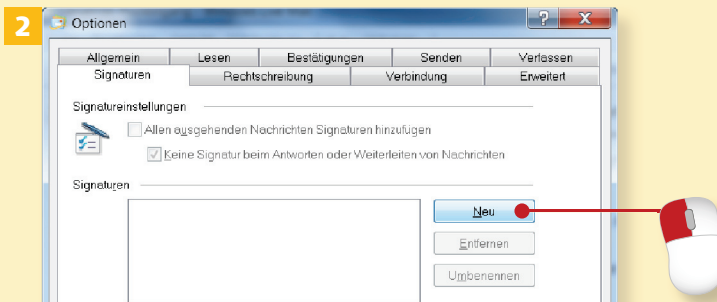 2
Optionen
Allgemein Lesen Bestätigungen Senden Verfassen
Signaturen Rechtschreibung Verbindung Erweitert
Signatureinstellungen
Allen ausgehenden Nachrichten Signaturen hinzufügen
Keine Signatur beim Antworten oder Weiterleiten von Nachrichten
Signaturen
Neu
Entfernen
Umbenennen